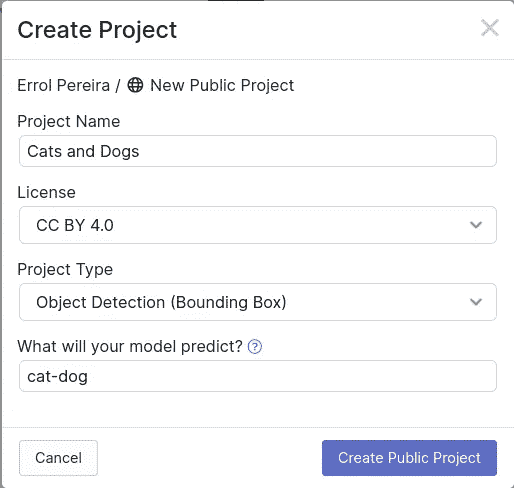 Create Project
Errol Pereira / New Public Project
Project Name
Cats and Dogs
License
CC BY 4.0
Project Type
Object Detection (Bounding Box)
What will your model predict? ?
cat-dog
Cancel
Create Public Project